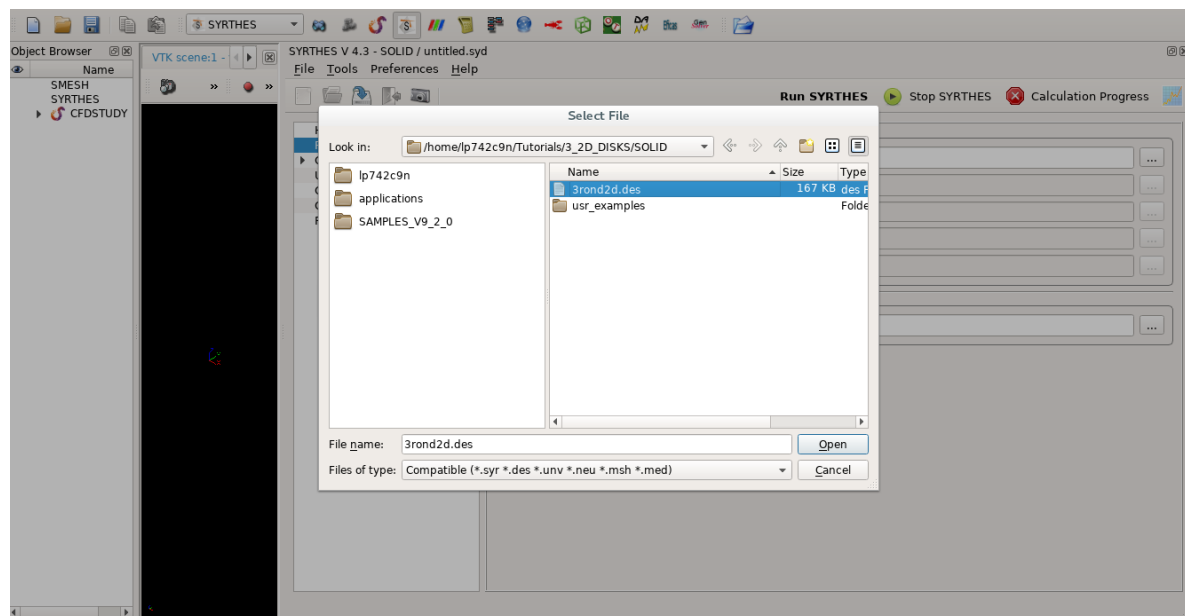 SYRTHES
Object Browser
Name
SMESH
SYRTHES
CFDSTUDY
VTK scene:1 -
SYRTHES V 4.3 - SOLID / untitled.syd
File Tools Preferences Help
Run SYRTHES Stop SYRTHES Calculation Progress
Select File
Look in: /home/lp742c9n/Tutorials/3_2D_DISKS/SOLID
lp742c9n
applications
SAMPLES_V9_2_0
Name Size Type
3rond2d.des 167 KB des F
usr_examples Folde
File name: 3rond2d.des Open
Files of type: Compatible (*.syr *.des *.unv *.neu *.msh *.med) Cancel